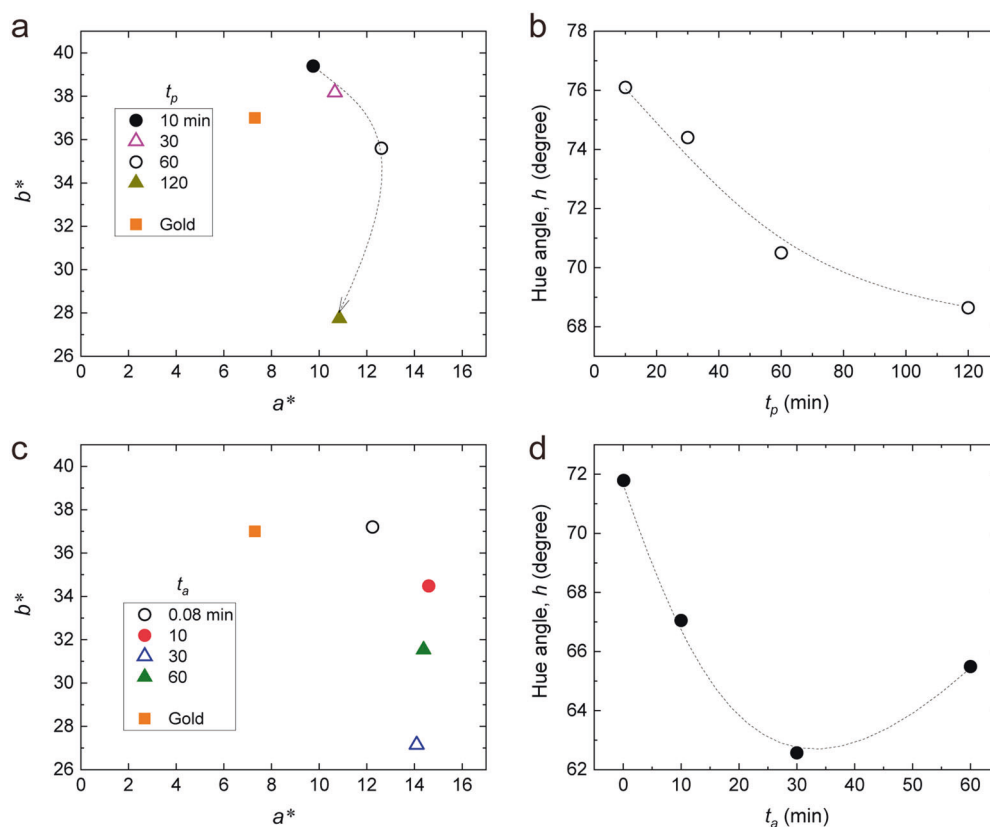 a
40
38
36
34
32
30
28
26
b*
t_p
10 min
30
60
120
Gold
0 2 4 6 8 10 12 14 16
a*
b
78
76
74
72
70
68
Hue angle, h (degree)
0 20 40 60 80 100 120
t_p (min)
c
40
38
36
34
32
30
28
26
b*
t_a
0.08 min
10
30
60
Gold
0 2 4 6 8 10 12 14 16
a*
d
72
70
68
66
64
62
Hue angle, h (degree)
0 10 20 30 40 50 60
t_a (min)